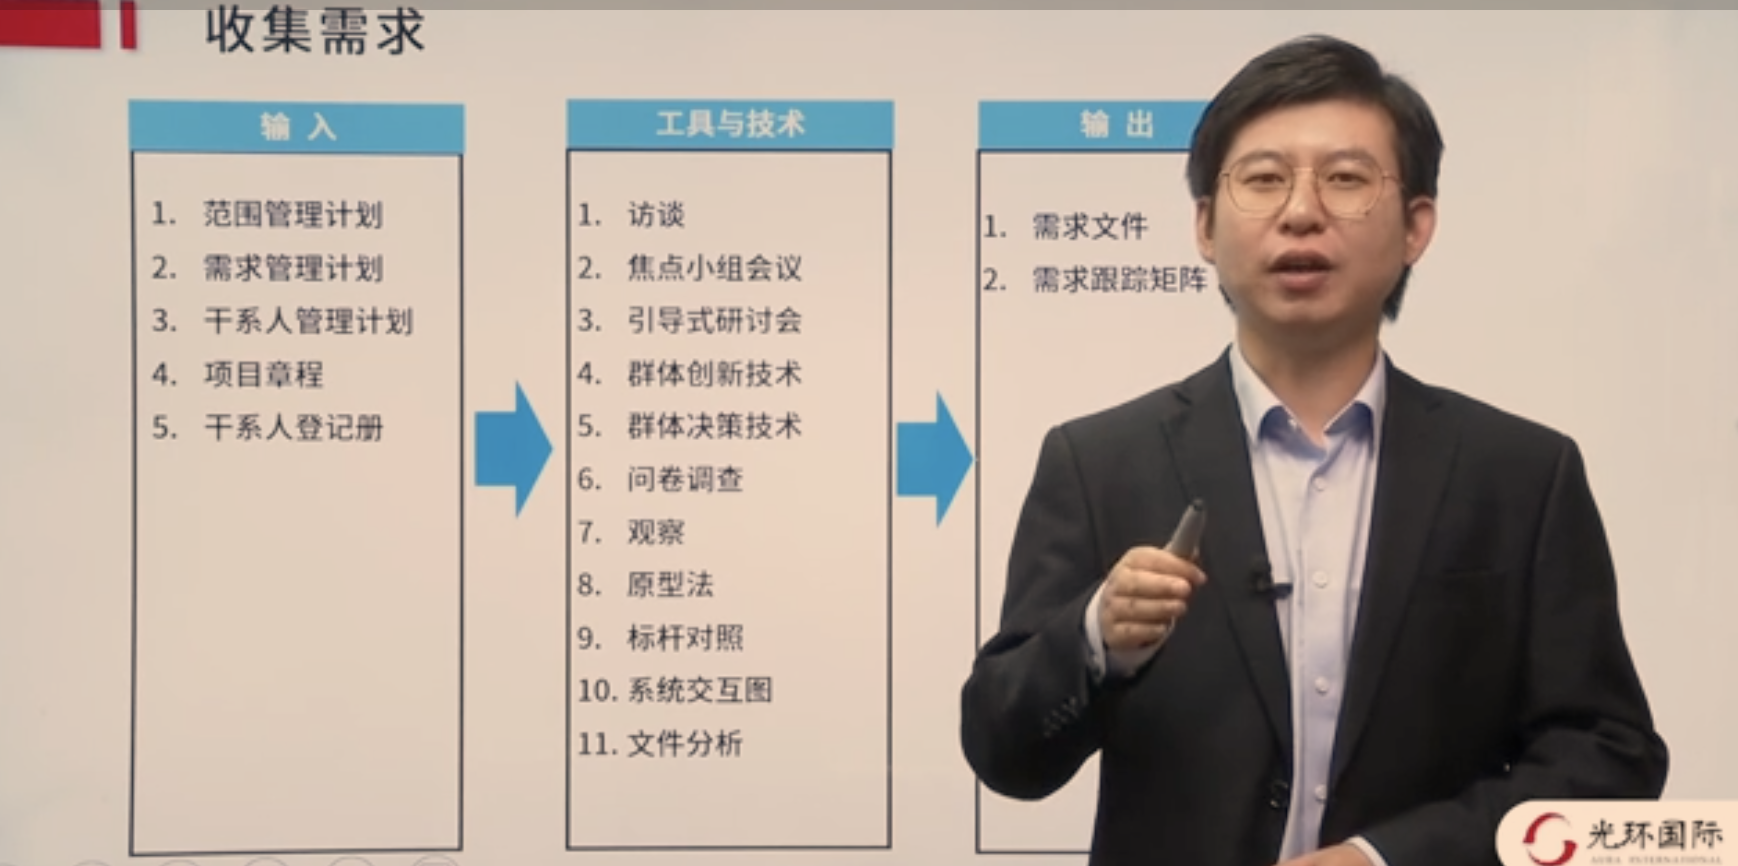 收集需求
输入
1. 范围管理计划
2. 需求管理计划
3. 干系人管理计划
4. 项目章程
5. 干系人登记册
工具与技术
1. 访谈
2. 焦点小组会议
3. 引导式研讨会
4. 群体创新技术
5. 群体决策技术
6. 问卷调查
7. 观察
8. 原型法
9. 标杆对照
10. 系统交互图
11. 文件分析
输出
1. 需求文件
2. 需求跟踪矩阵
光环国际
AURA INTERNATIONAL